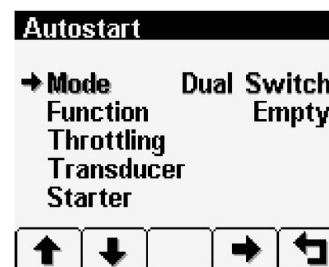 Autostart
Mode Dual Switch
Function Empty
Throttling
Transducer
Starter